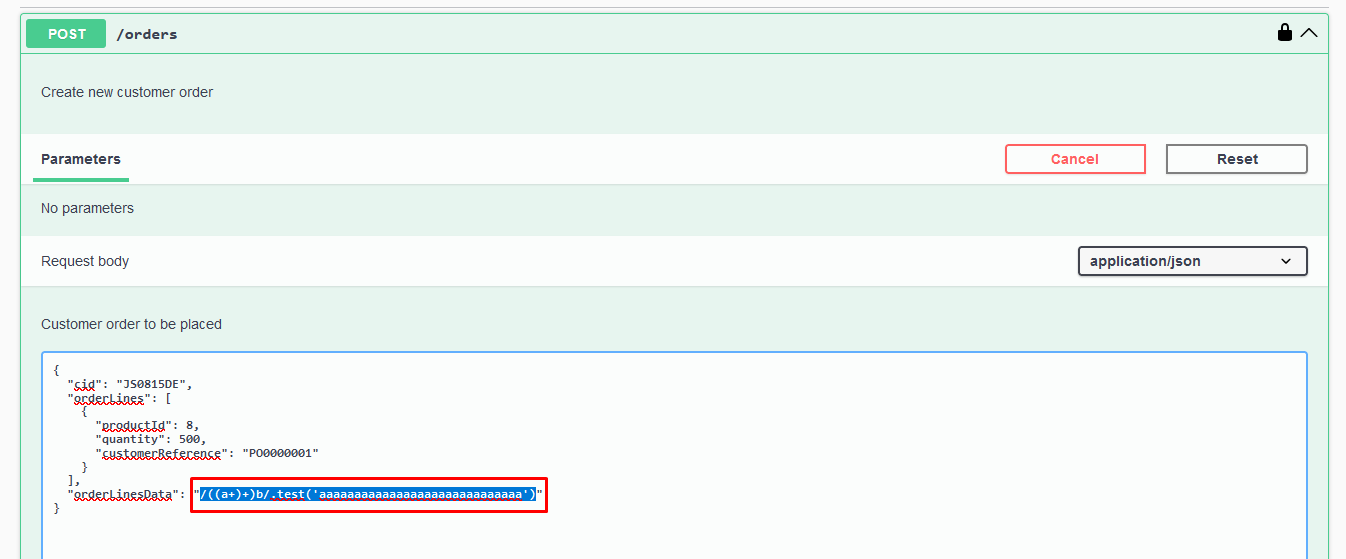 POST /orders
Create new customer order
Parameters
Cancel
Reset
No parameters
Request body
application/json
Customer order to be placed
{
  "cid": "JS0815DE",
  "orderLines": [
    {
      "productId": 8,
      "quantity": 500,
      "customerReference": "PO0000001"
    }
  ],
  "orderLinesData": "/((a+)+)b/.test('aaaaaaaaaaaaaaaaaaaaaaaaaaaaa')"
}